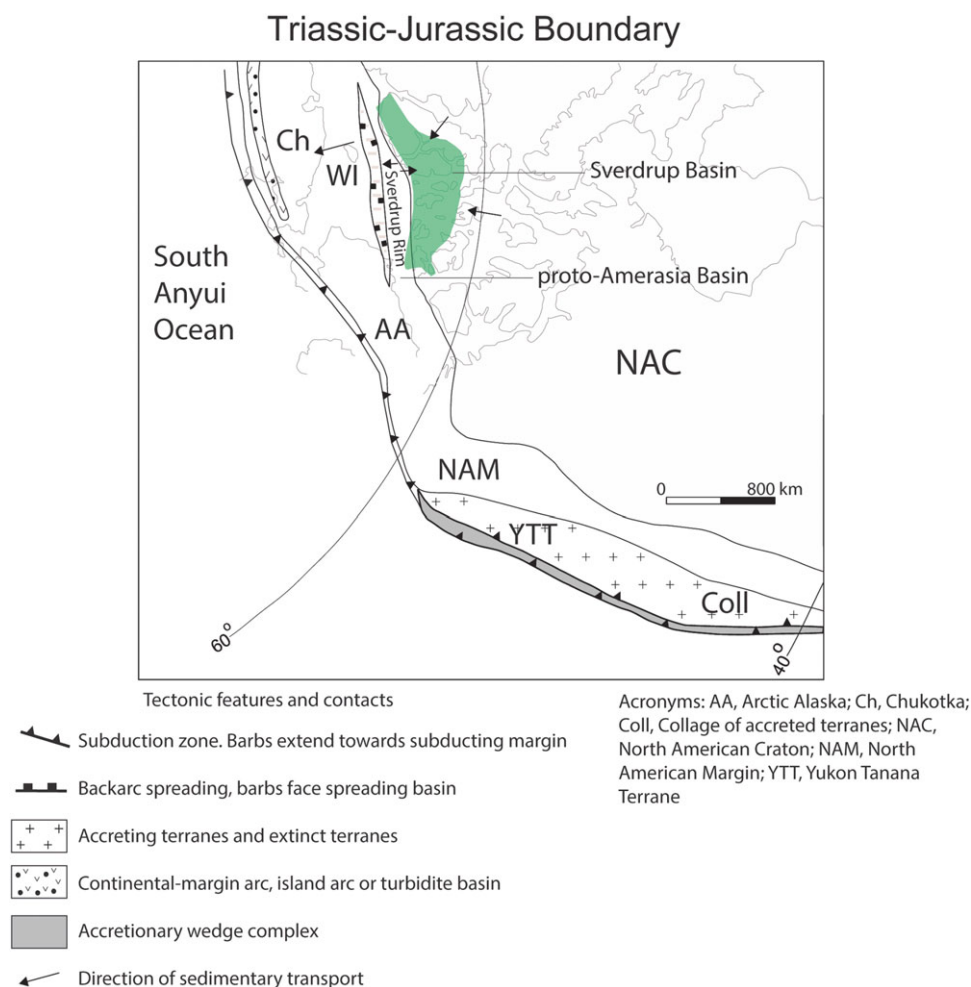 Triassic-Jurassic Boundary
Ch
WI
Sverdrup Rim
Sverdrup Basin
South
Anyui
Ocean
proto-Amerasia Basin
AA
NAC
NAM
0 800 km
YTT
Coll
60°
40°
Tectonic features and contacts
Subduction zone. Barbs extend towards subducting margin
Backarc spreading, barbs face spreading basin
Accreting terranes and extinct terranes
Continental-margin arc, island arc or turbidite basin
Accretionary wedge complex
Direction of sedimentary transport
Acronyms: AA, Arctic Alaska; Ch, Chukotka;
Coll, Collage of accreted terranes; NAC,
North American Craton; NAM, North
American Margin; YTT, Yukon Tanana
Terrane